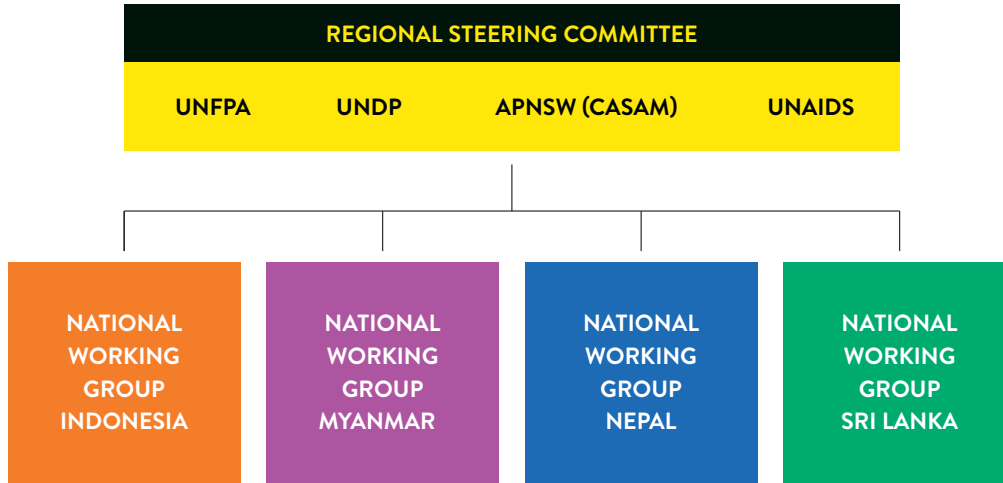 REGIONAL STEERING COMMITTEE
UNFPA UNDP APNSW (CASAM) UNAIDS
NATIONAL
WORKING
GROUP
INDONESIA
NATIONAL
WORKING
GROUP
MYANMAR
NATIONAL
WORKING
GROUP
NEPAL
NATIONAL
WORKING
GROUP
SRI LANKA